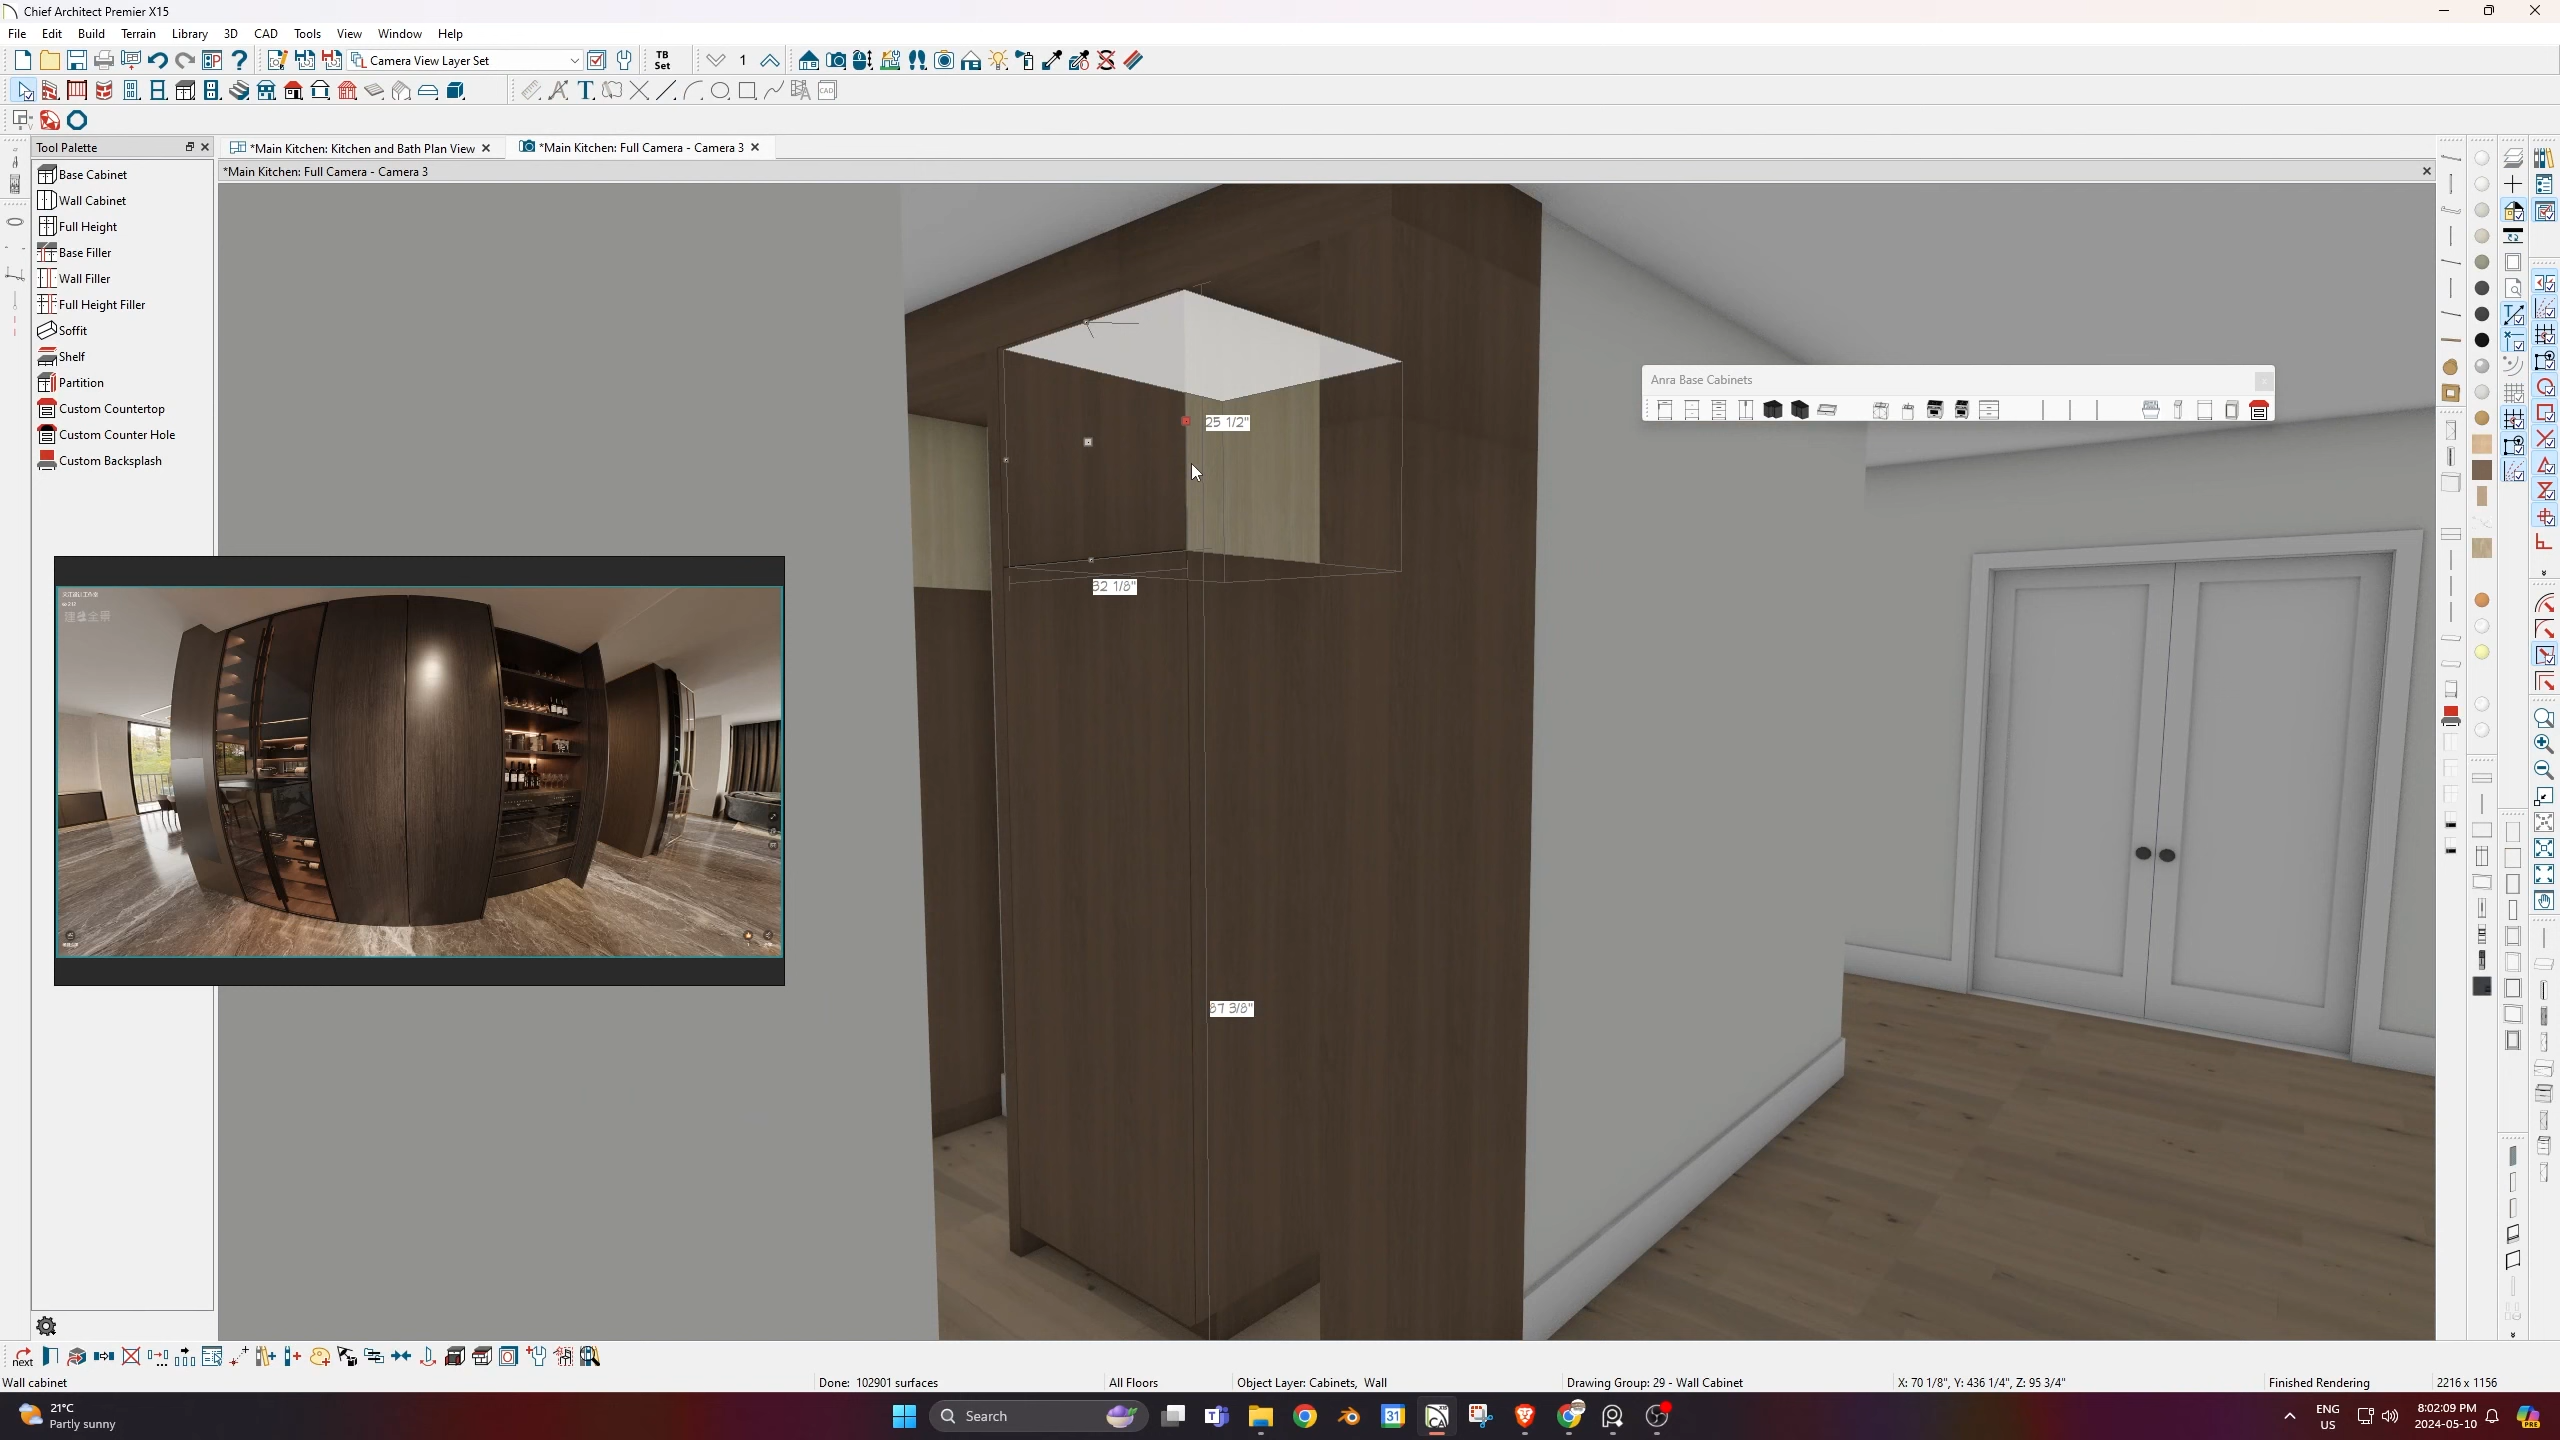 Chief Architect Premier X15
File Edit Build Terrain Library 3D CAD Tools View Window Help
Camera View Layer Set
TB Set
1
CAD
Tool Palette
*Main Kitchen: Kitchen and Bath Plan View
*Main Kitchen: Full Camera - Camera 3
*Main Kitchen: Full Camera - Camera 3
Base Cabinet
Wall Cabinet
Full Height
Base Filler
Wall Filler
Full Height Filler
Soffit
Shelf
Partition
Custom Countertop
Custom Counter Hole
Custom Backsplash
Anra Base Cabinets
25 1/2"
32 1/8"
87 3/8"
next
Wall cabinet
Done: 102901 surfaces
All Floors
Object Layer: Cabinets, Wall
Drawing Group: 29 - Wall Cabinet
X: 70 1/8", Y: 436 1/4", Z: 95 3/4"
Finished Rendering
2216 x 1156
21°C
Partly sunny
Search
31
ENG
US
8:02:09 PM
2024-05-10